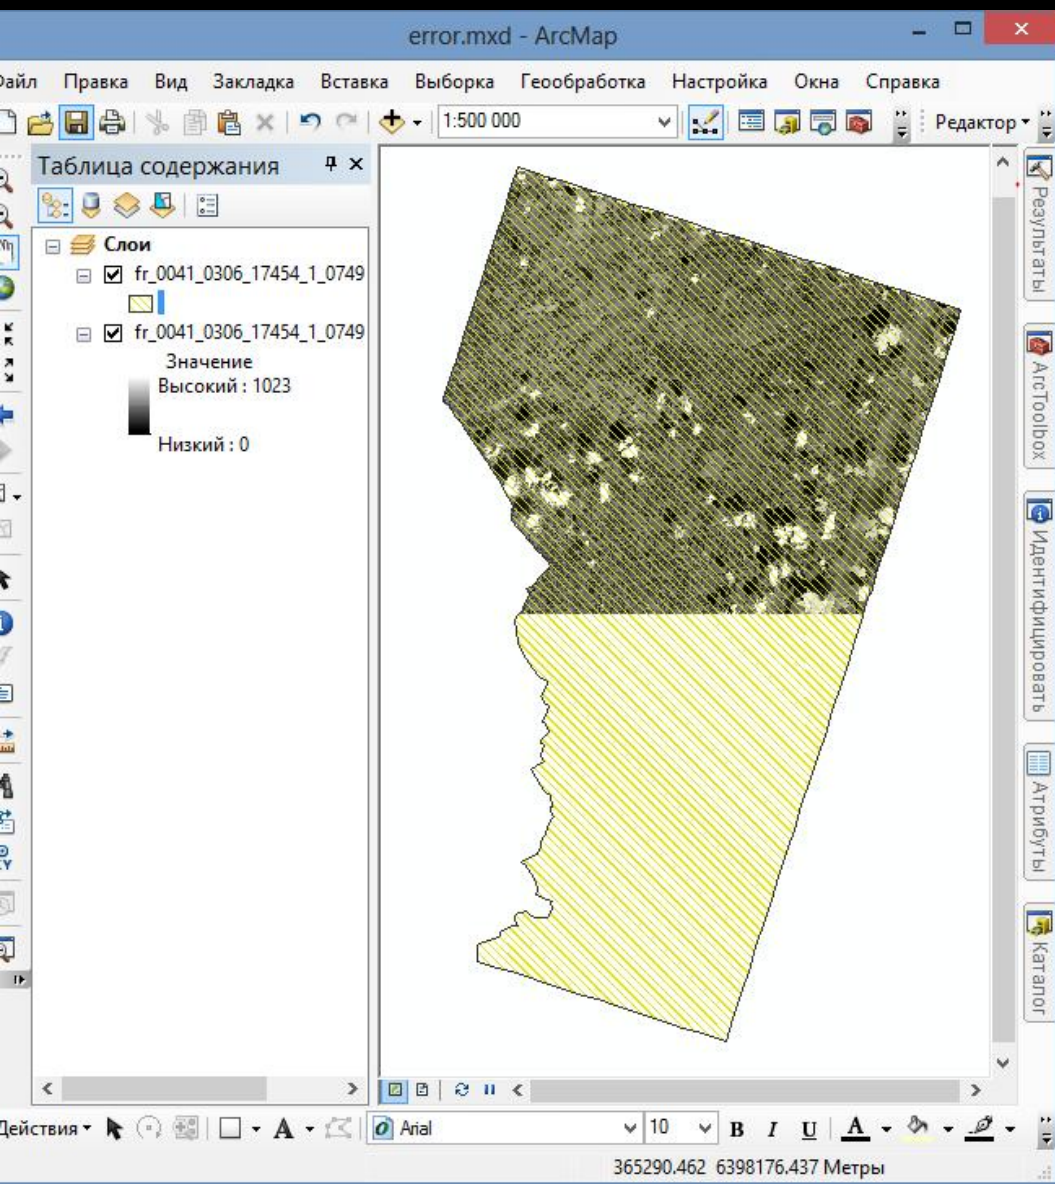 error.mxd - ArcMap
Файл Правка Вид Закладка Вставка Выборка Геообработка Настройка Окна Справка
1:500 000 Редактор
Таблица содержания
Слои
fr_0041_0306_17454_1_0749
fr_0041_0306_17454_1_0749
Значение
Высокий : 1023
Низкий : 0
Результаты
ArcToolbox
Идентифицировать
Атрибуты
Каталог
Действия A Arial 10 B I U A
365290.462 6398176.437 Метры